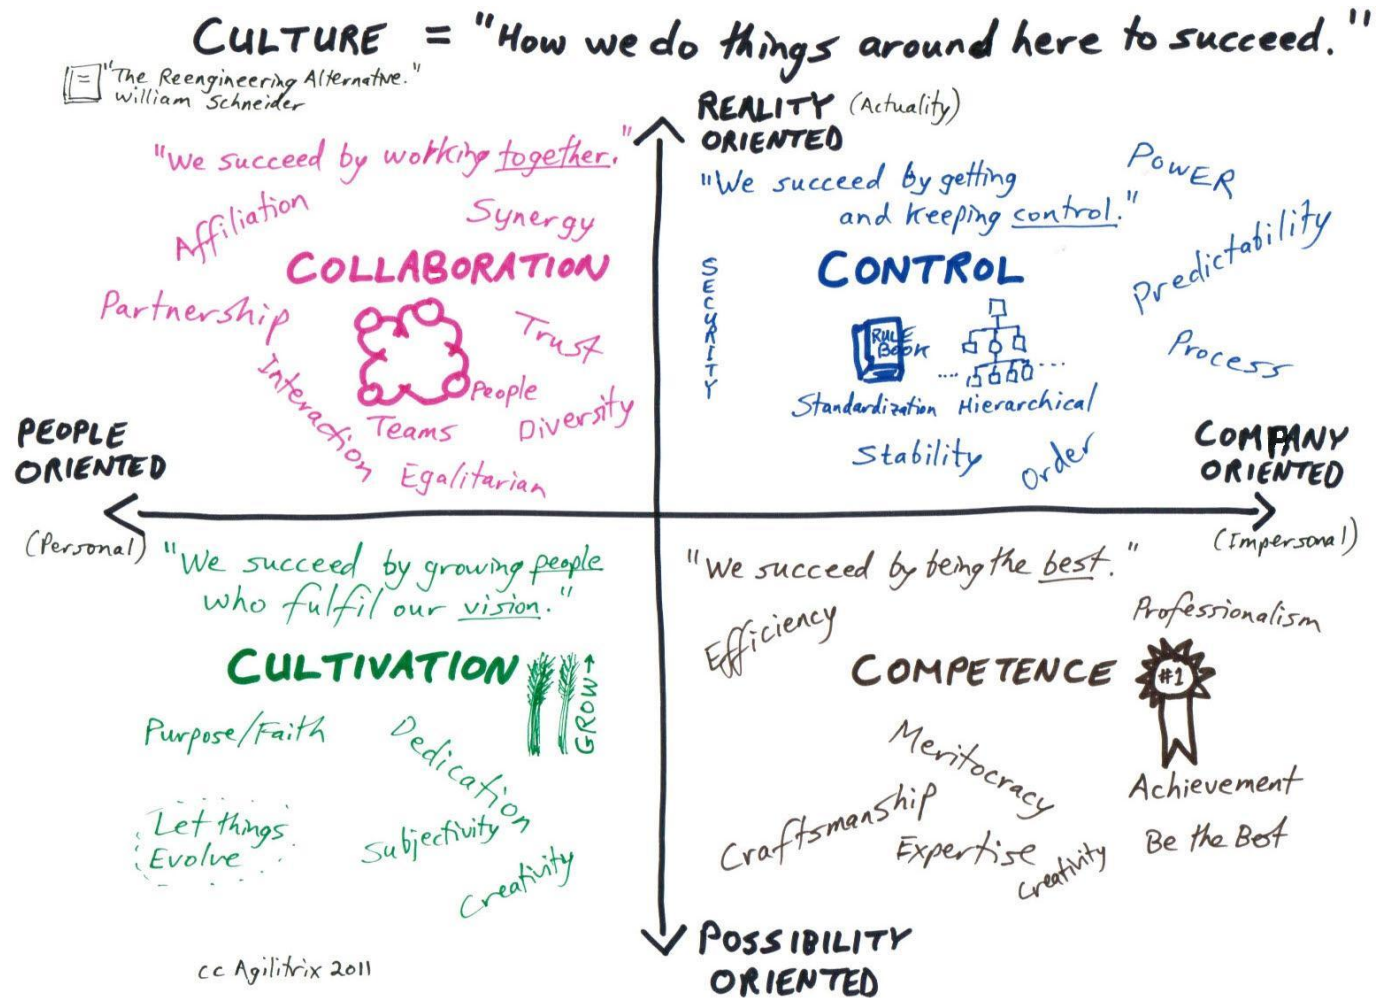 CULTURE = "How we do things around here to succeed."
"The Reengineering Alternative."
William Schneider
REALITY (Actuality)
ORIENTED
"We succeed by working together."
Affiliation
Synergy
COLLABORATION
Partnership
Trust
Interaction
People
Teams
Diversity
Egalitarian
"We succeed by getting
and keeping control."
POWER
SECURITY
CONTROL
Predictability
RULE
BOOK
Process
Standardization
Hierarchical
Stability
Order
PEOPLE
ORIENTED
(Personal)
COMPANY
ORIENTED
(Impersonal)
"We succeed by growing people
who fulfil our vision."
CULTIVATION
GROW
Purpose/Faith
Dedication
Let things
Evolve
Subjectivity
Creativity
"We succeed by being the best."
Efficiency
Professionalism
COMPETENCE
#1
Meritocracy
Achievement
Craftsmanship
Expertise
Creativity
Be the Best
POSSIBILITY
ORIENTED
cc Agilitrix 2011